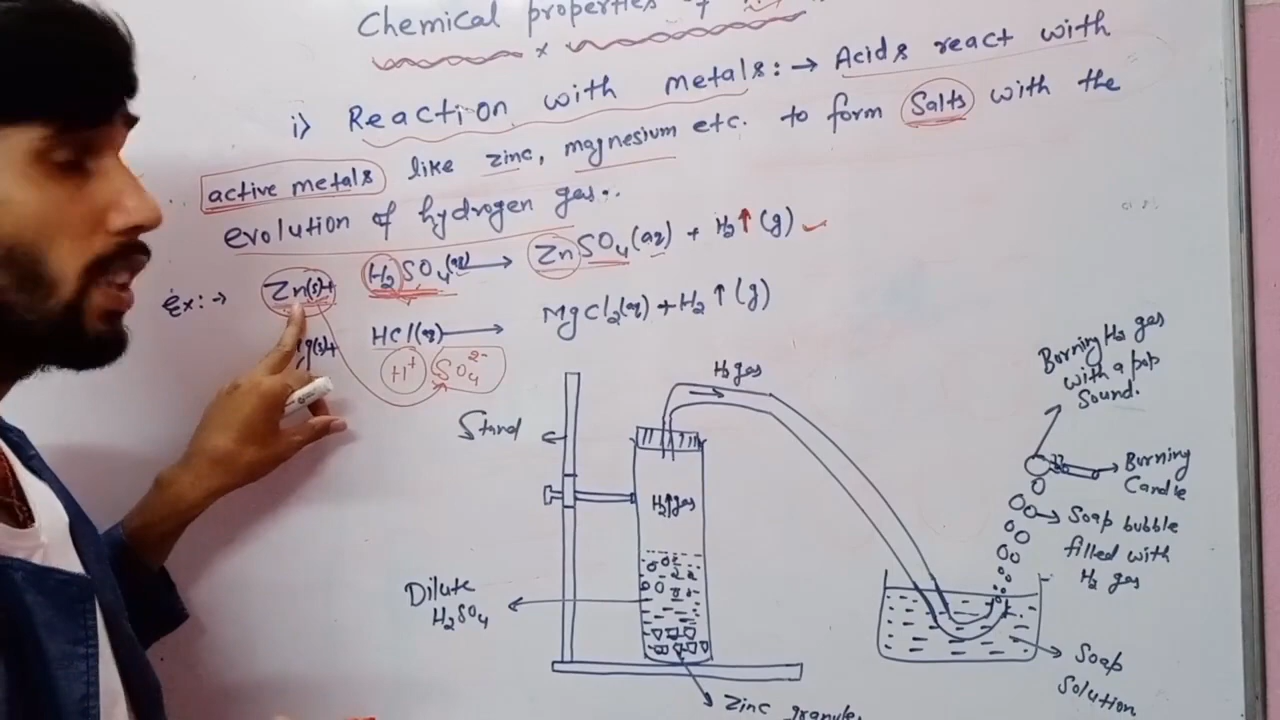 Chemical properties of
i) Reaction with metals:→ Acids react with
active metals like zinc, magnesium etc. to form Salts with the
evolution of hydrogen gas..
Ex:→ Zn(s)+ H₂SO₄(aq) ⟶ ZnSO₄(aq) + H₂↑(g) ✓
g(s)+ HCl(aq) ⟶ MgCl₂(aq) + H₂↑(g)
H⁺ SO₄²⁻
H₂ gas
Stand
H₂↑gas
Dilute
H₂SO₄
Zinc granules
Burning H₂ gas
with a pop
Sound.
Burning
Candle
Soap bubble
filled with
H₂ gas
Soap
Solution